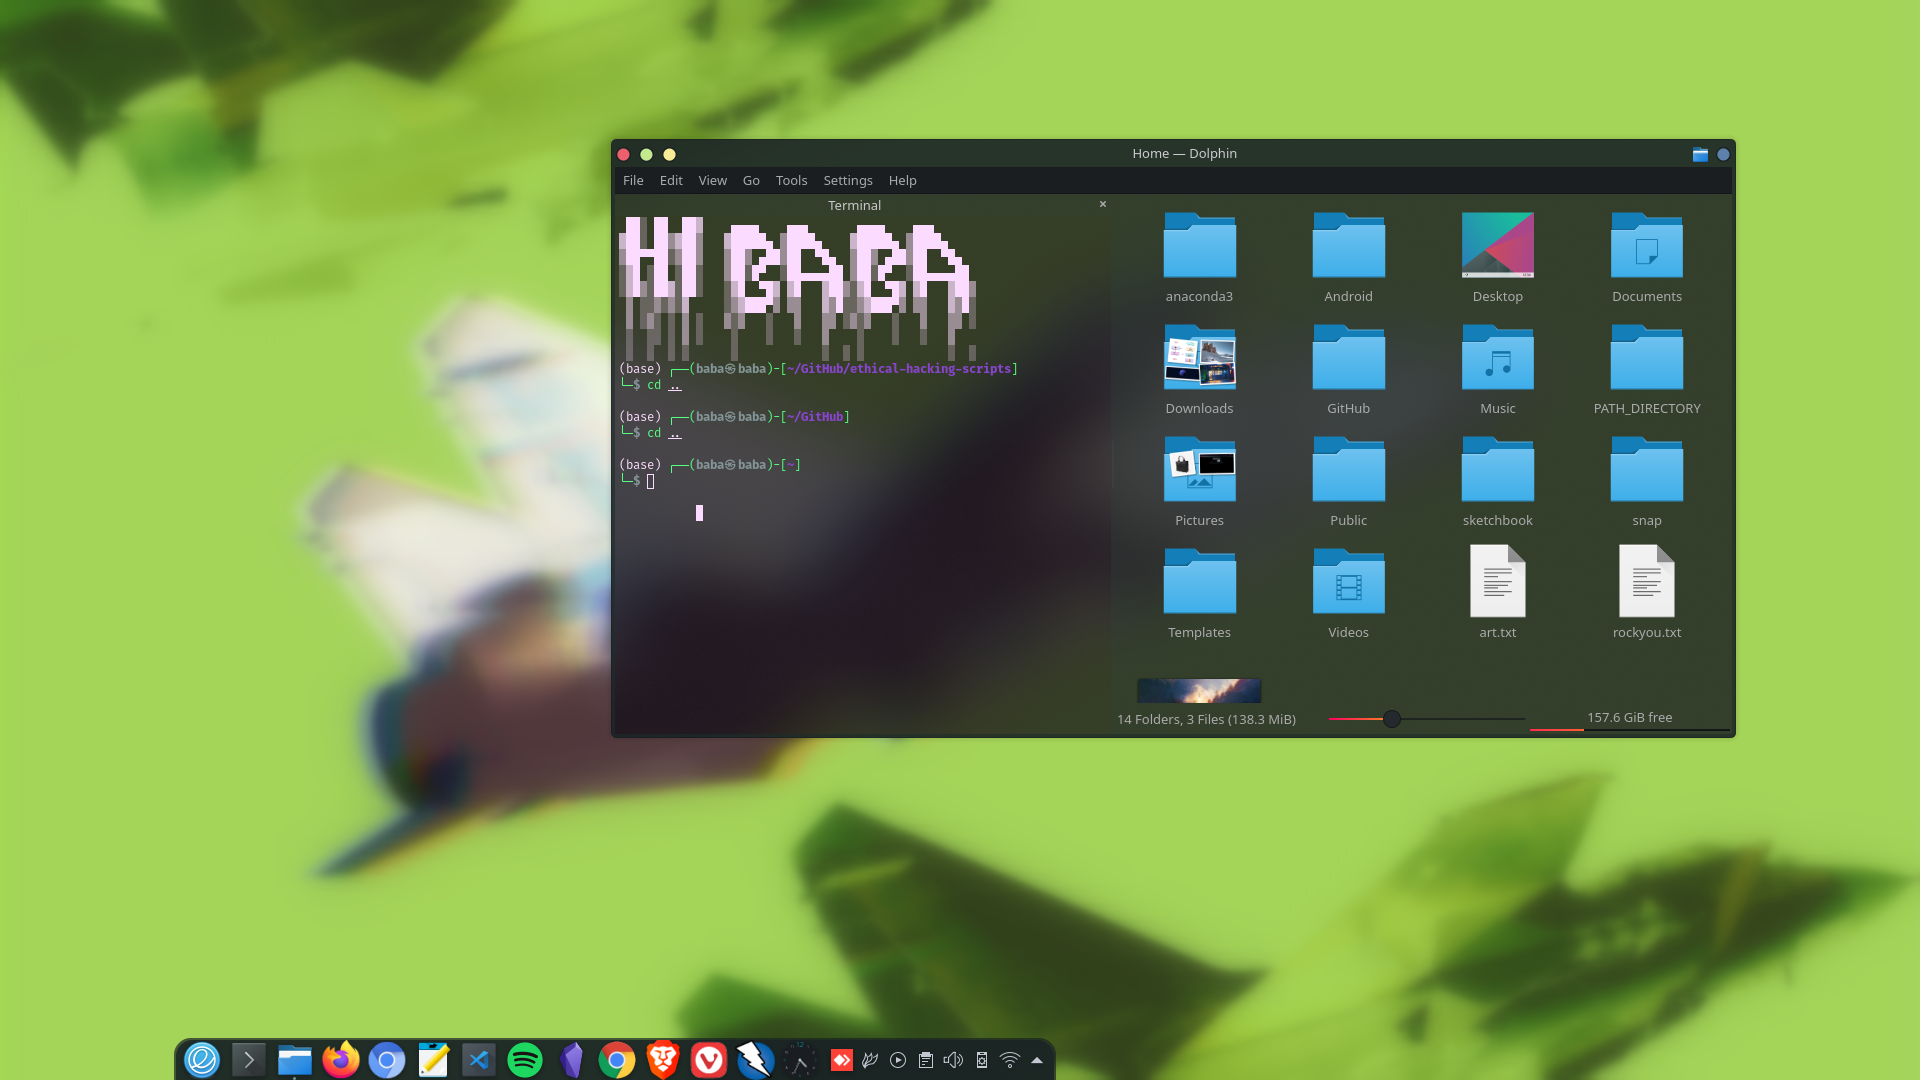 Home — Dolphin
File Edit View Go Tools Settings Help
Terminal
HI BABA
(base) ┌──(baba㉿baba)-[~/GitHub/ethical-hacking-scripts]
└─$ cd ..
(base) ┌──(baba㉿baba)-[~/GitHub]
└─$ cd ..
(base) ┌──(baba㉿baba)-[~]
└─$
anaconda3 Android Desktop Documents
Downloads GitHub Music PATH_DIRECTORY
Pictures Public sketchbook snap
Templates Videos art.txt rockyou.txt
14 Folders, 3 Files (138.3 MiB) 157.6 GiB free
12